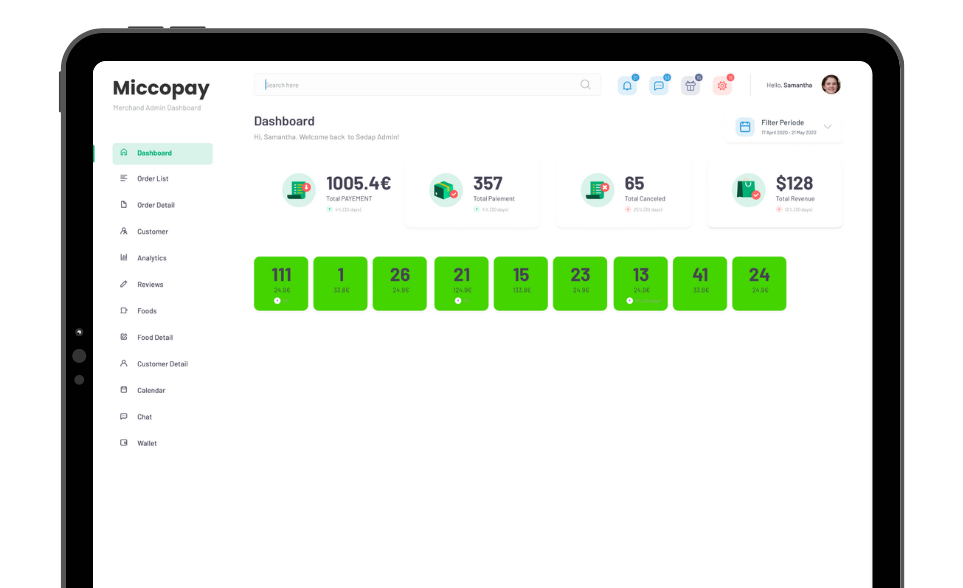 Miccopay
Merchand Admin Dashboard
Search here
Hello, Samantha
Dashboard
Hi, Samantha. Welcome back to Sedap Admin!
Filter Periode
17 April 2020 - 21 May 2020
Dashboard
Order List
Order Detail
Customer
Analytics
Reviews
Foods
Food Detail
Customer Detail
Calendar
Chat
Wallet
1005.4€
Total PAYEMENT
4% (30 days)
357
Total Paiement
4% (30 days)
65
Total Canceled
25% (30 days)
$128
Total Revenue
12% (30 days)
111
24.9€
1
33.8€
26
24.9€
21
124.9€
15
133.9€
23
24.9€
13
24.9€
41
33.8€
24
24.9€